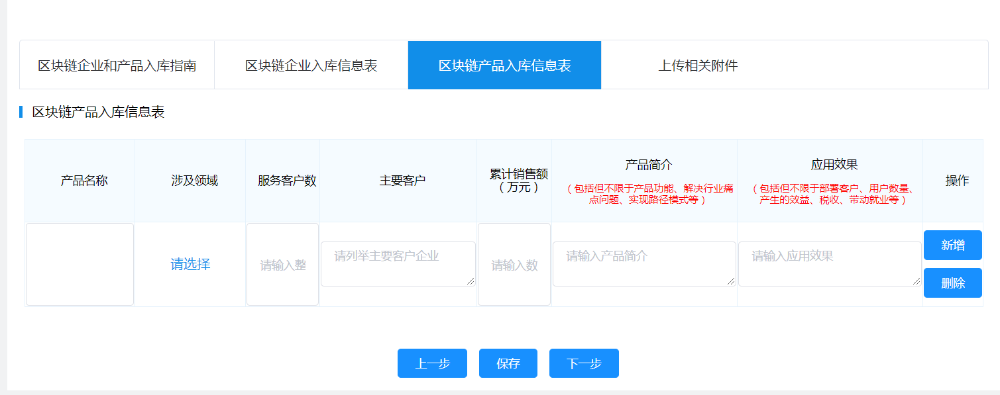 区块链企业和产品入库指南
区块链企业入库信息表
区块链产品入库信息表
上传相关附件
区块链产品入库信息表
产品名称
涉及领域
服务客户数
主要客户
累计销售额
（万元）
产品简介
（包括但不限于产品功能、解决行业痛
点问题、实现路径模式等）
应用效果
（包括但不限于部署客户、用户数量、
产生的效益、税收、带动就业等）
操作
请选择
请输入整
请列举主要客户企业
请输入数
请输入产品简介
请输入应用效果
新增
删除
上一步
保存
下一步